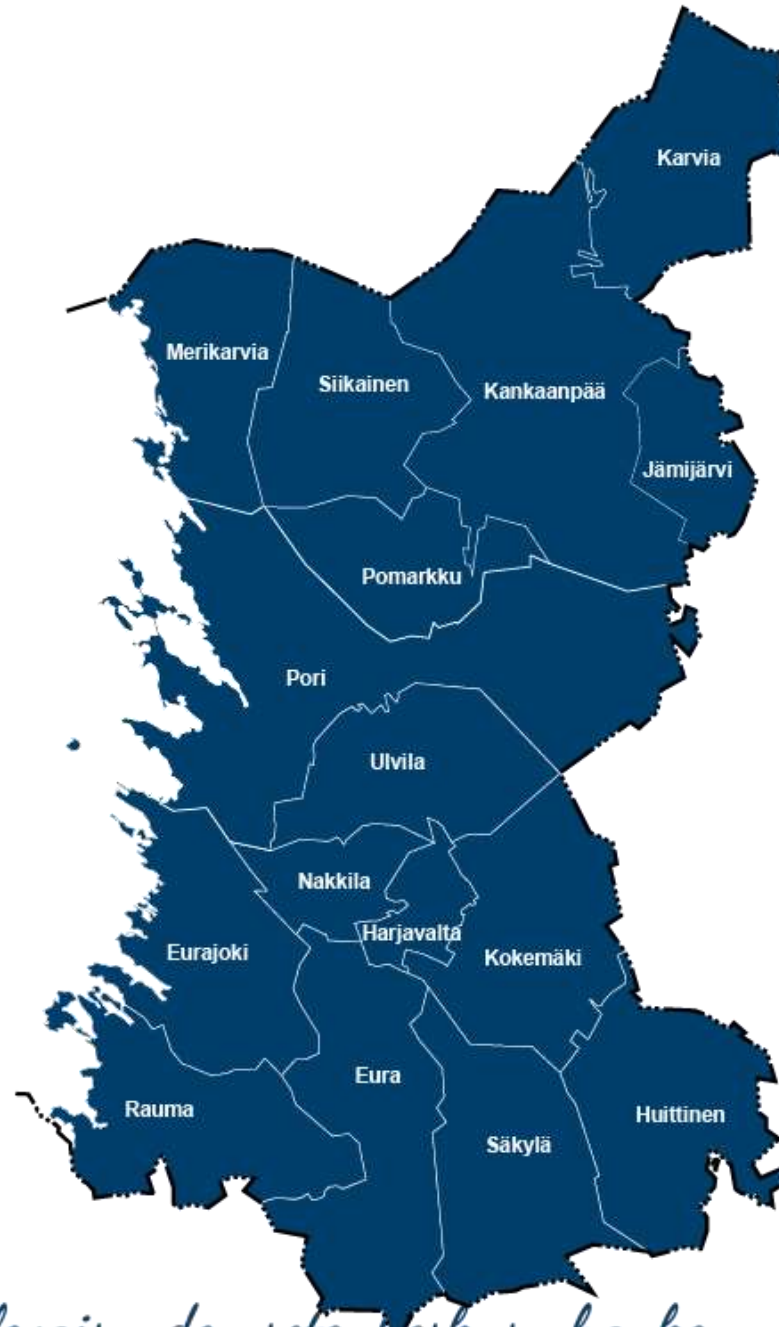 Karvia
Merikarvia
Siikainen
Kankaanpää
Jämijärvi
Pomarkku
Pori
Ulvila
Nakkila
Harjavalta
Eurajoki
Kokemäki
Eura
Rauma
Huittinen
Säkylä